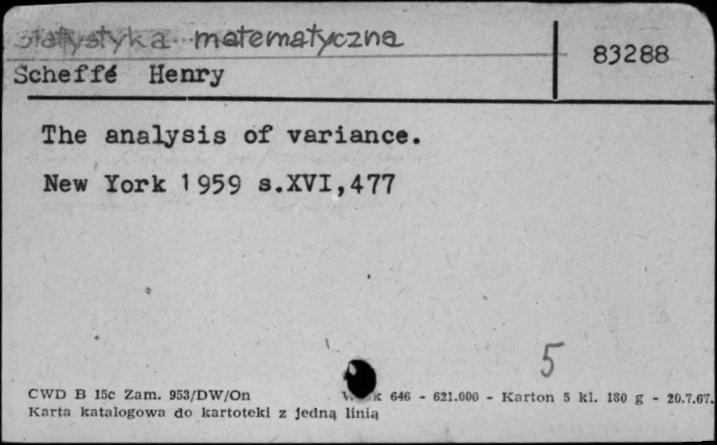 statystyka matematyczna
83288
Scheffé Henry
The analysis of variance.
New York 1959 s.XVI,477
5
CWD B 15c Zam. 953/DW/On 646 - 621.000 - Karton 5 kl. 180 g - 20.7.67.
Karta katalogowa do kartoteki z jedną linią